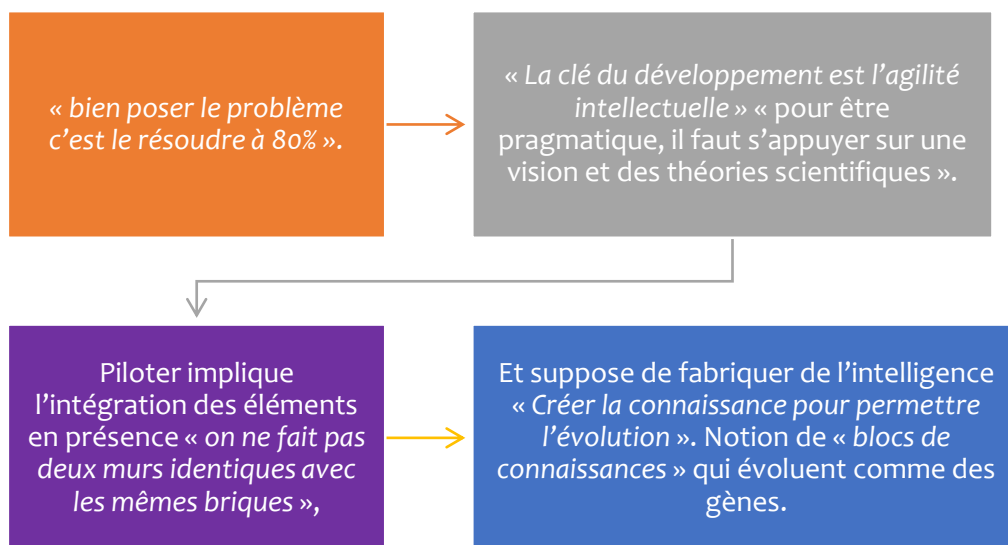 « bien poser le problème
c’est le résoudre à 80% ».
« La clé du développement est l’agilité
intellectuelle » « pour être
pragmatique, il faut s’appuyer sur une
vision et des théories scientifiques ».
Piloter implique
l’intégration des éléments
en présence « on ne fait pas
deux murs identiques avec
les mêmes briques »,
Et suppose de fabriquer de l’intelligence
« Créer la connaissance pour permettre
l’évolution ». Notion de « blocs de
connaissances » qui évoluent comme des
gènes.